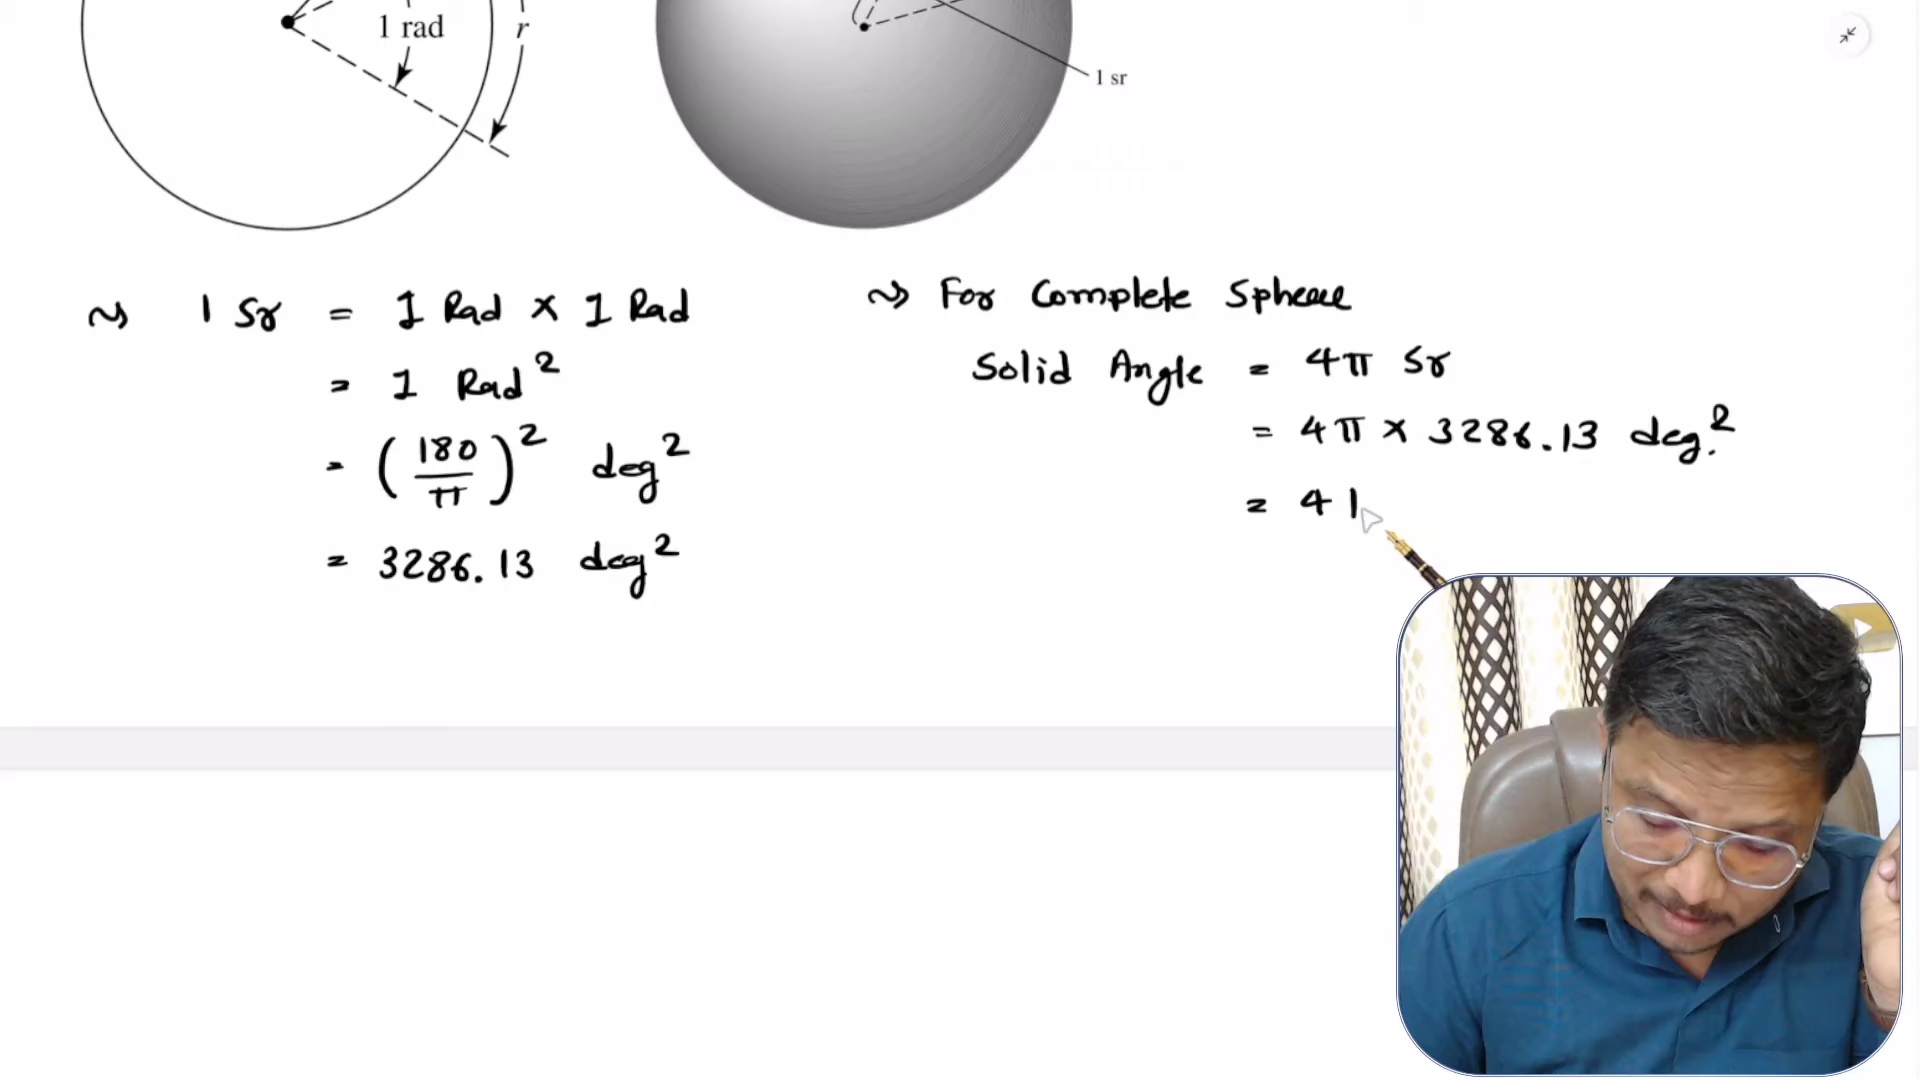 1 rad
r
1 sr
1 Sr = 1 Rad × 1 Rad
= 1 Rad²
= (180/π)² deg²
= 3286.13 deg²
For Complete Sphere
Solid Angle = 4π Sr
= 4π × 3286.13 deg.²
= 41